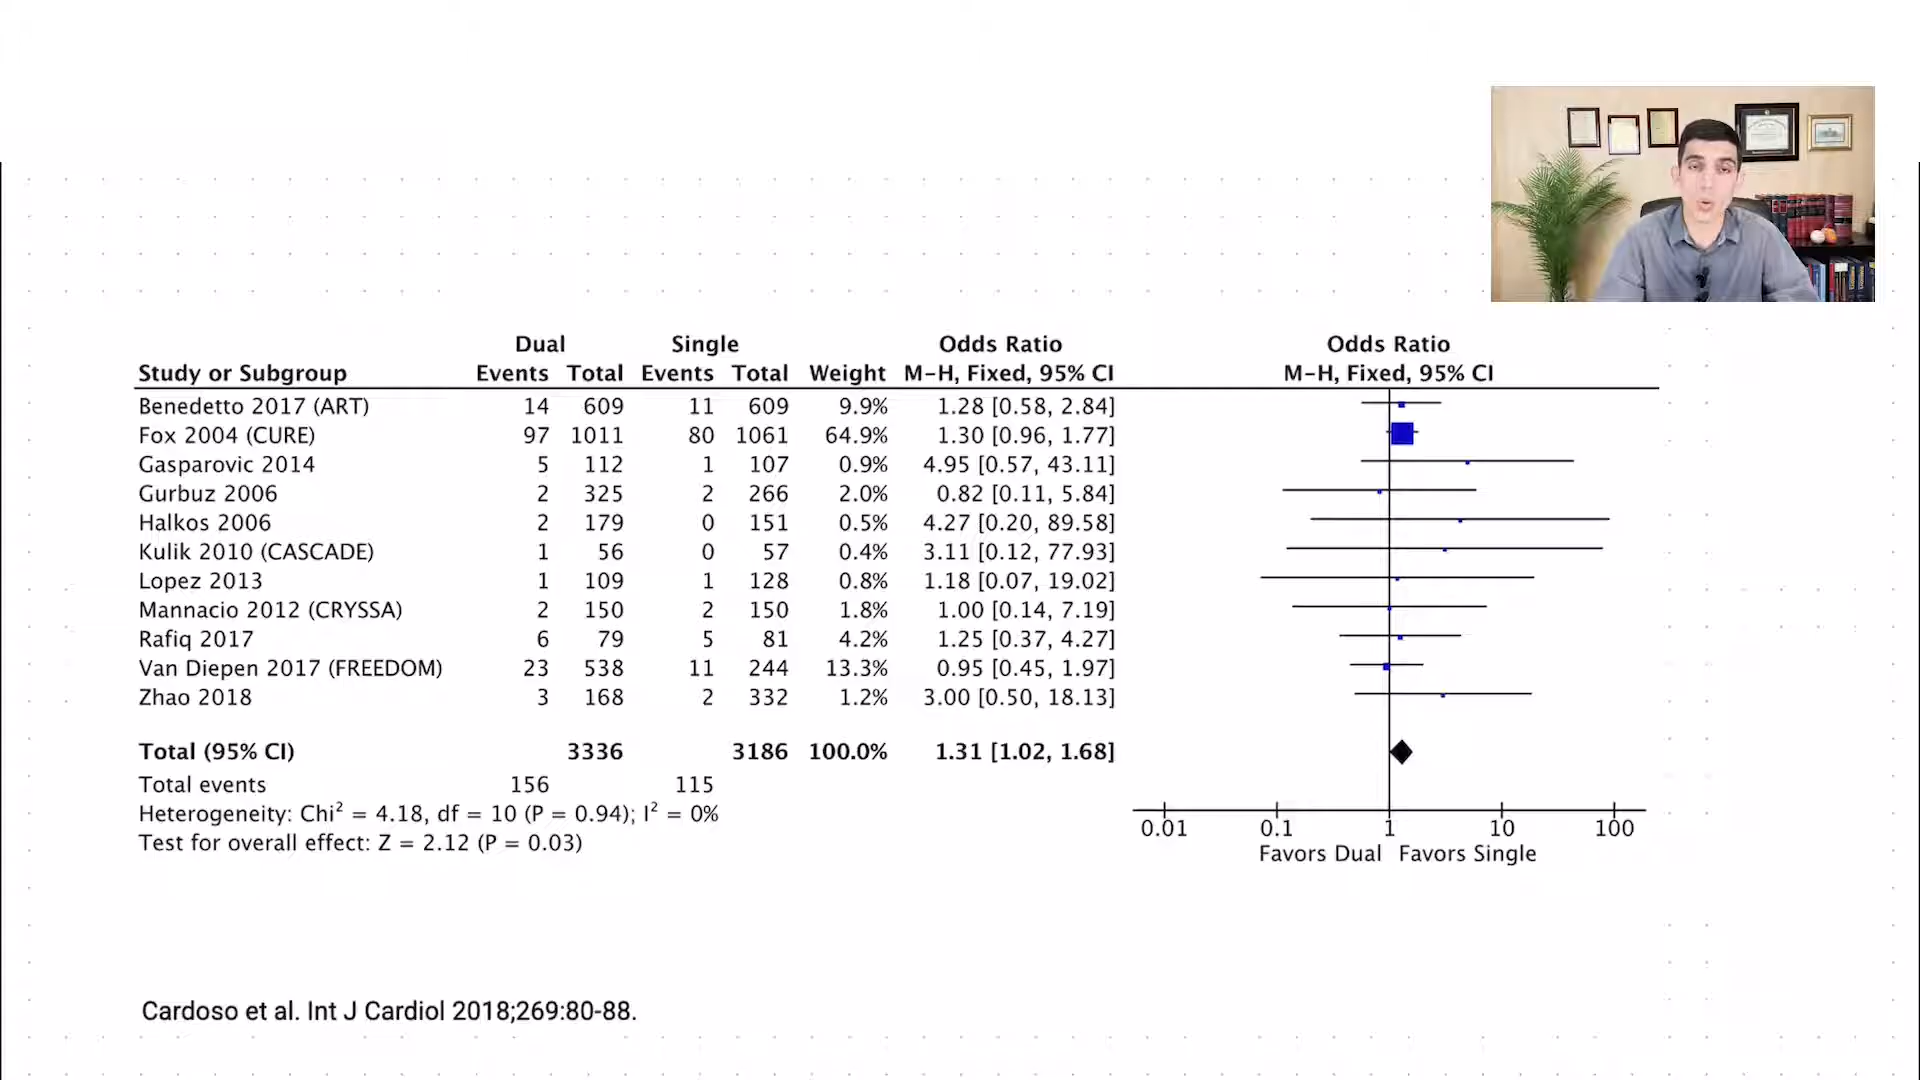 Dual Single Odds Ratio Odds Ratio
Study or Subgroup Events Total Events Total Weight M-H, Fixed, 95% CI M-H, Fixed, 95% CI
Benedetto 2017 (ART) 14 609 11 609 9.9% 1.28 [0.58, 2.84]
Fox 2004 (CURE) 97 1011 80 1061 64.9% 1.30 [0.96, 1.77]
Gasparovic 2014 5 112 1 107 0.9% 4.95 [0.57, 43.11]
Gurbuz 2006 2 325 2 266 2.0% 0.82 [0.11, 5.84]
Halkos 2006 2 179 0 151 0.5% 4.27 [0.20, 89.58]
Kulik 2010 (CASCADE) 1 56 0 57 0.4% 3.11 [0.12, 77.93]
Lopez 2013 1 109 1 128 0.8% 1.18 [0.07, 19.02]
Mannacio 2012 (CRYSSA) 2 150 2 150 1.8% 1.00 [0.14, 7.19]
Rafiq 2017 6 79 5 81 4.2% 1.25 [0.37, 4.27]
Van Diepen 2017 (FREEDOM) 23 538 11 244 13.3% 0.95 [0.45, 1.97]
Zhao 2018 3 168 2 332 1.2% 3.00 [0.50, 18.13]
Total (95% CI) 3336 3186 100.0% 1.31 [1.02, 1.68]
Total events 156 115
Heterogeneity: Chi² = 4.18, df = 10 (P = 0.94); I² = 0%
Test for overall effect: Z = 2.12 (P = 0.03)
0.01 0.1 1 10 100
Favors Dual Favors Single
Cardoso et al. Int J Cardiol 2018;269:80-88.